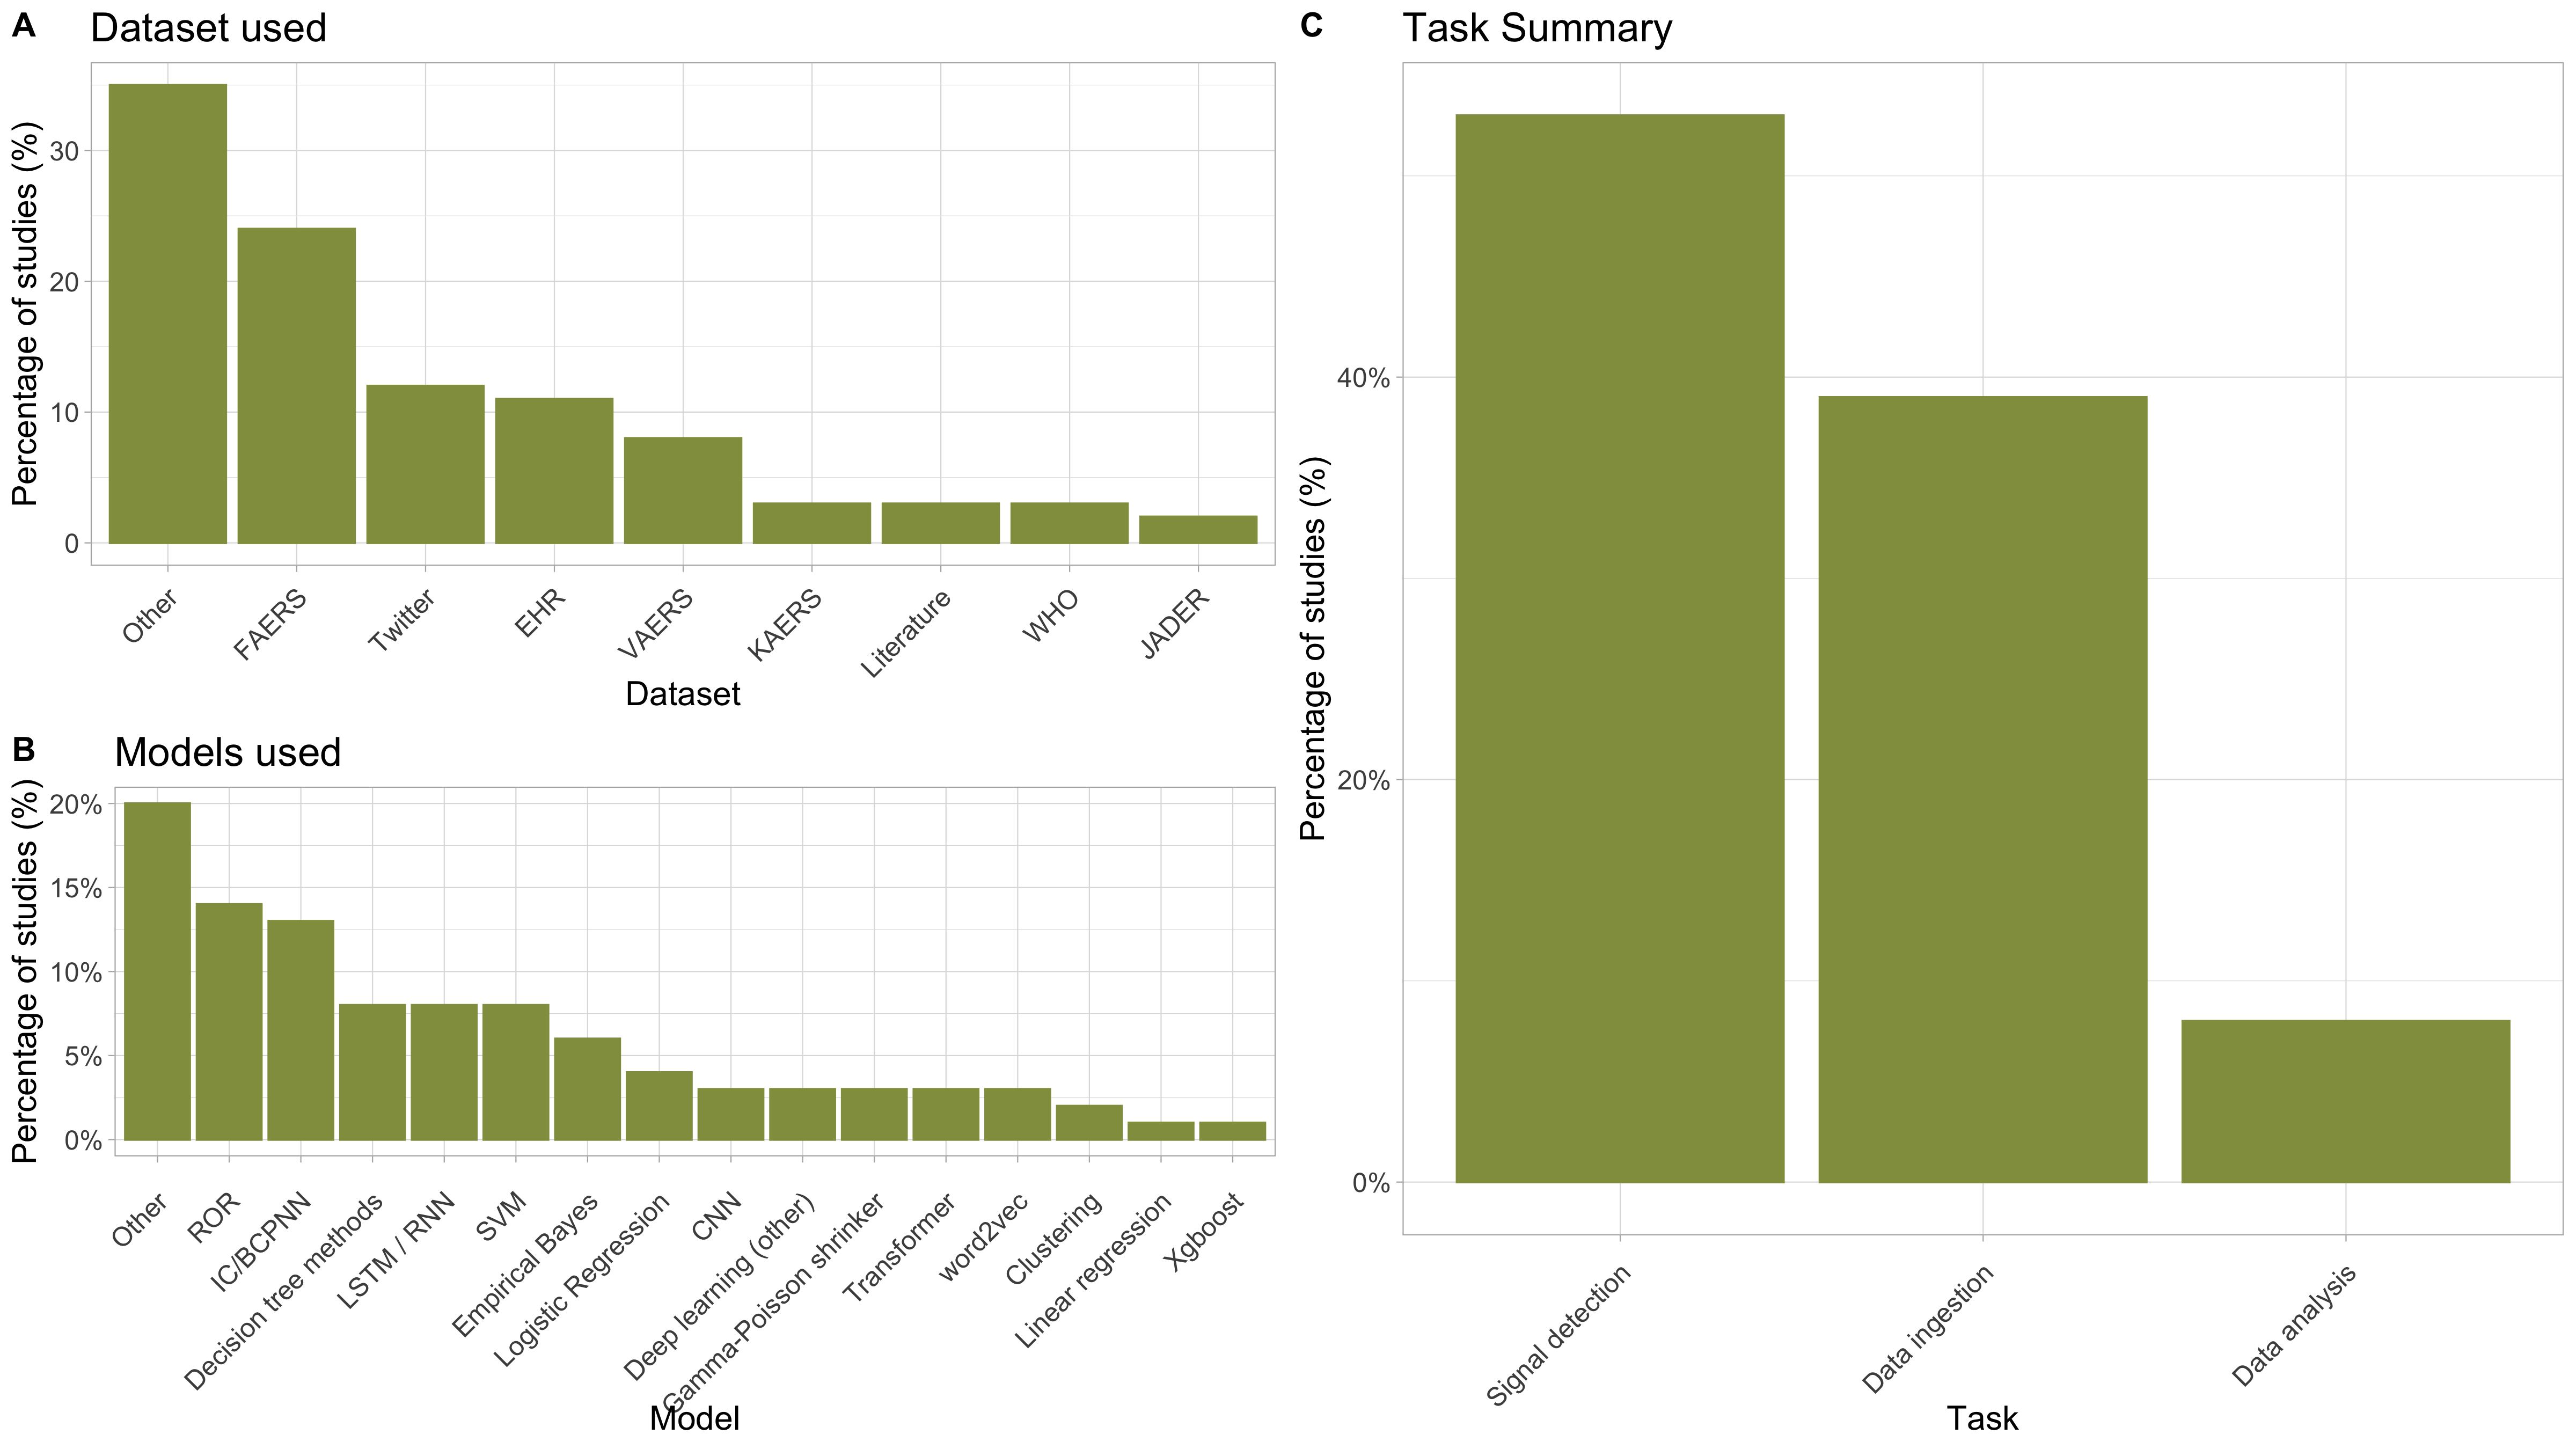 A
Dataset used
Percentage of studies (%)
30
20
10
0
Other
FAERS
Twitter
EHR
VAERS
KAERS
Literature
WHO
JADER
Dataset
B
Models used
Percentage of studies (%)
20%
15%
10%
5%
0%
Other
ROR
IC/BCPNN
Decision tree methods
LSTM / RNN
SVM
Empirical Bayes
Logistic Regression
CNN
Deep learning (other)
Gamma-Poisson shrinker
Transformer
word2vec
Clustering
Linear regression
Xgboost
Model
C
Task Summary
Percentage of studies (%)
40%
20%
0%
Signal detection
Data ingestion
Data analysis
Task